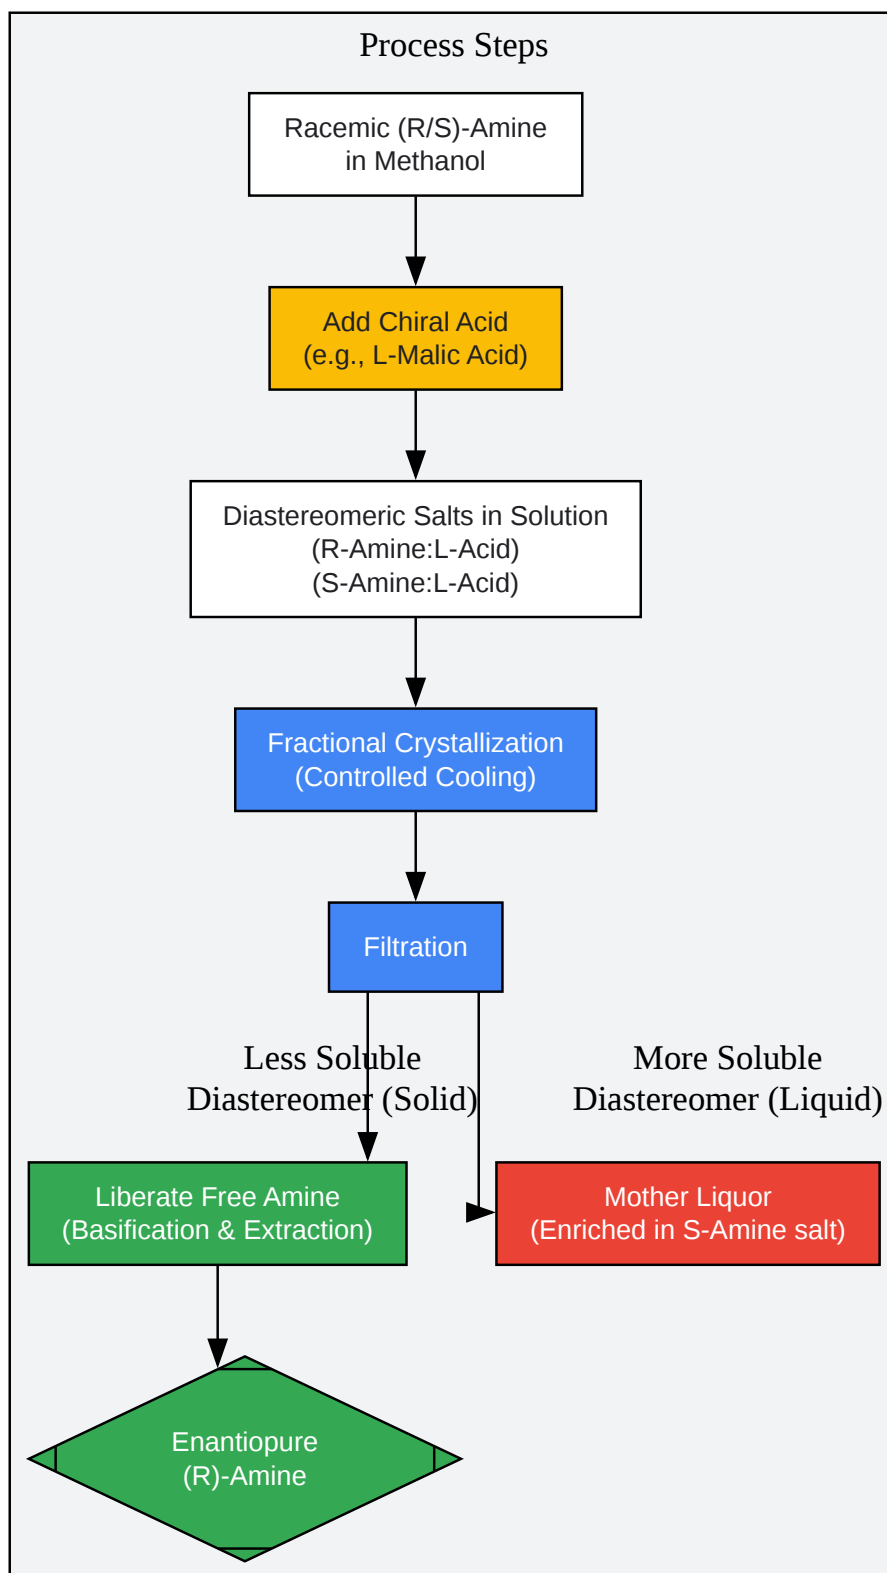 Process Steps
Racemic (R/S)-Amine
in Methanol
Add Chiral Acid
(e.g., L-Malic Acid)
Diastereomeric Salts in Solution
(R-Amine:L-Acid)
(S-Amine:L-Acid)
Fractional Crystallization
(Controlled Cooling)
Filtration
Less Soluble
Diastereomer (Solid)
More Soluble
Diastereomer (Liquid)
Liberate Free Amine
(Basification & Extraction)
Mother Liquor
(Enriched in S-Amine salt)
Enantiopure
(R)-Amine